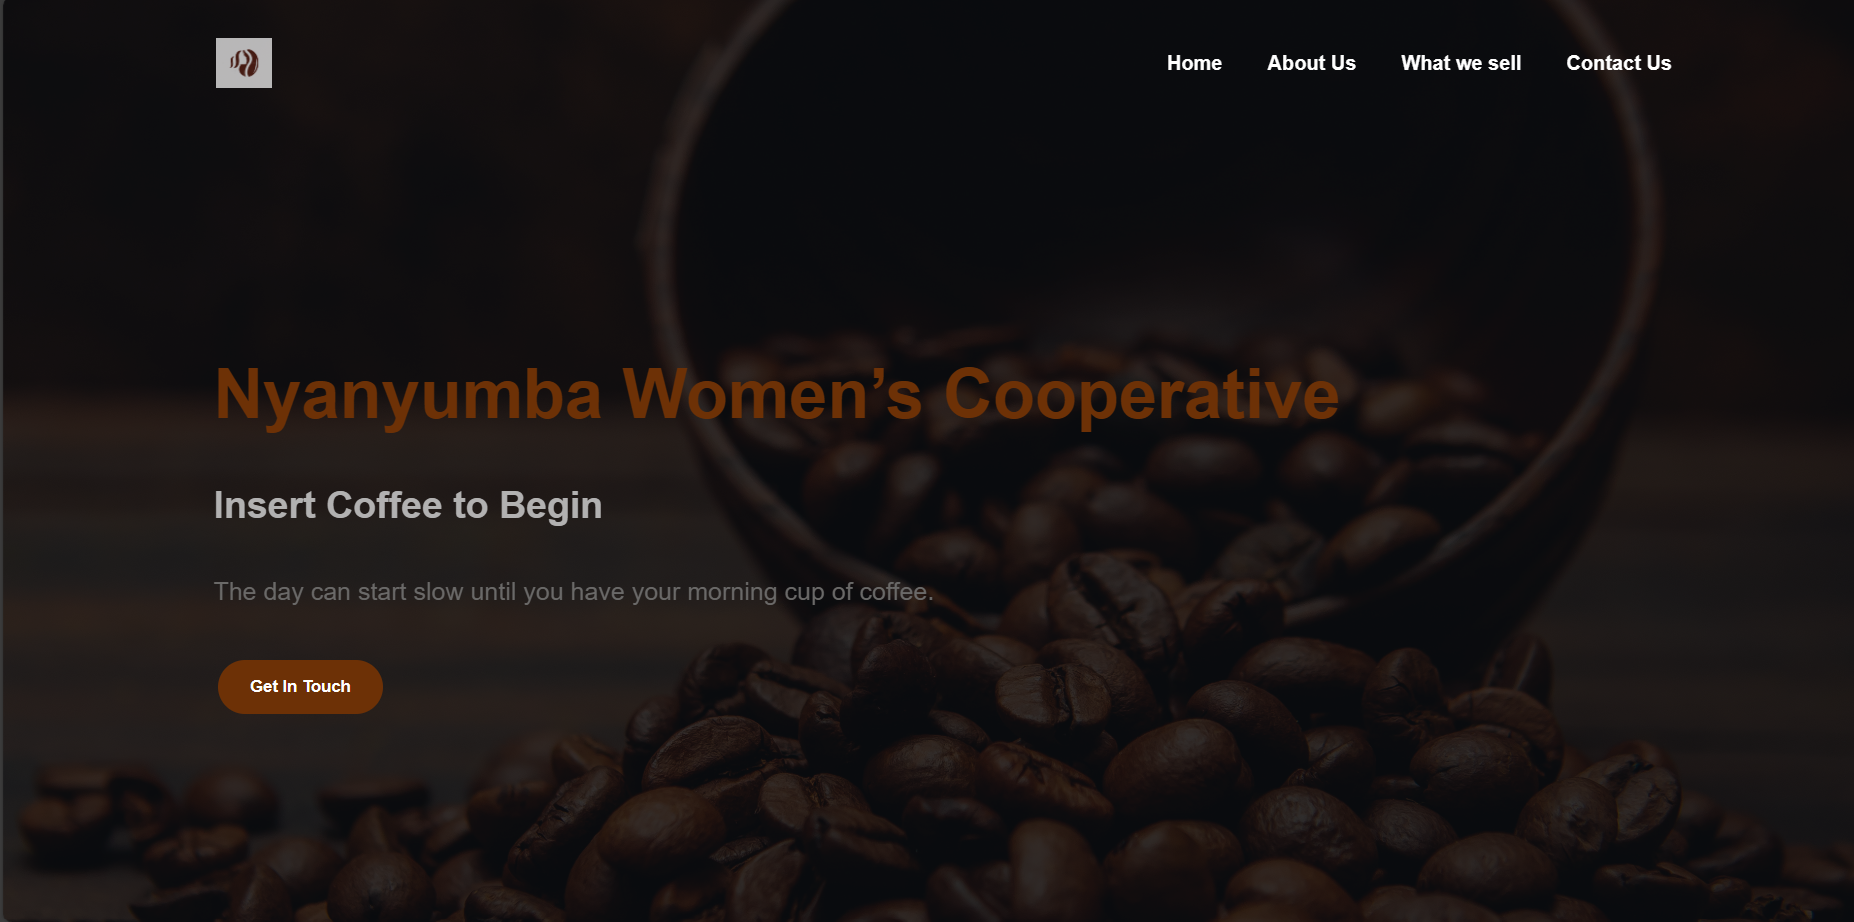 Home About Us What we sell Contact Us
Nyanyumba Women’s Cooperative
Insert Coffee to Begin
The day can start slow until you have your morning cup of coffee.
Get In Touch